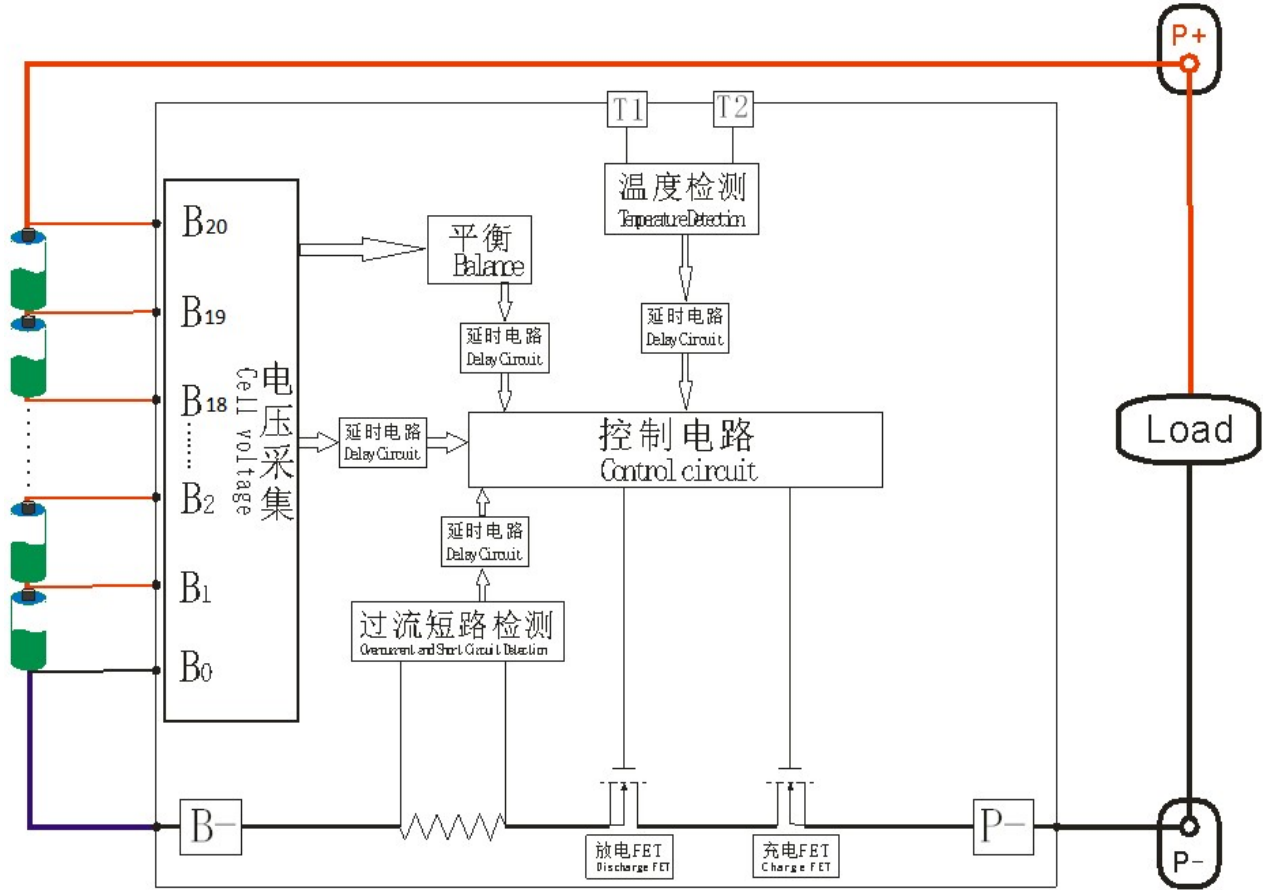 P+
T1
T2
温度检测
Temperature Detection
B20
平衡
Balance
B19
延时电路
Delay Circuit
延时电路
Delay Circuit
B18
电压采集
Cell voltage
延时电路
Delay Circuit
控制电路
Control circuit
Load
B2
延时电路
Delay Circuit
B1
过流短路检测
Overcurrent and Short Circuit Detection
B0
B-
P-
放电FET
Discharge FET
充电FET
Charge FET
P-